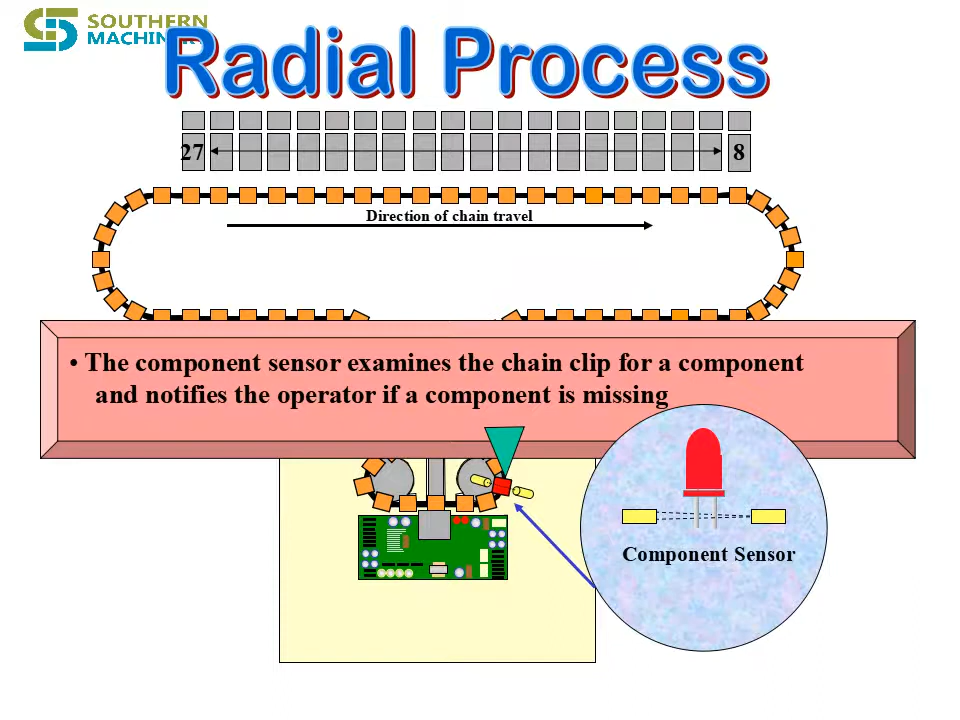 SOUTHERN
MACHINERY
Radial Process
27 8
Direction of chain travel
• The component sensor examines the chain clip for a component
and notifies the operator if a component is missing
Component Sensor